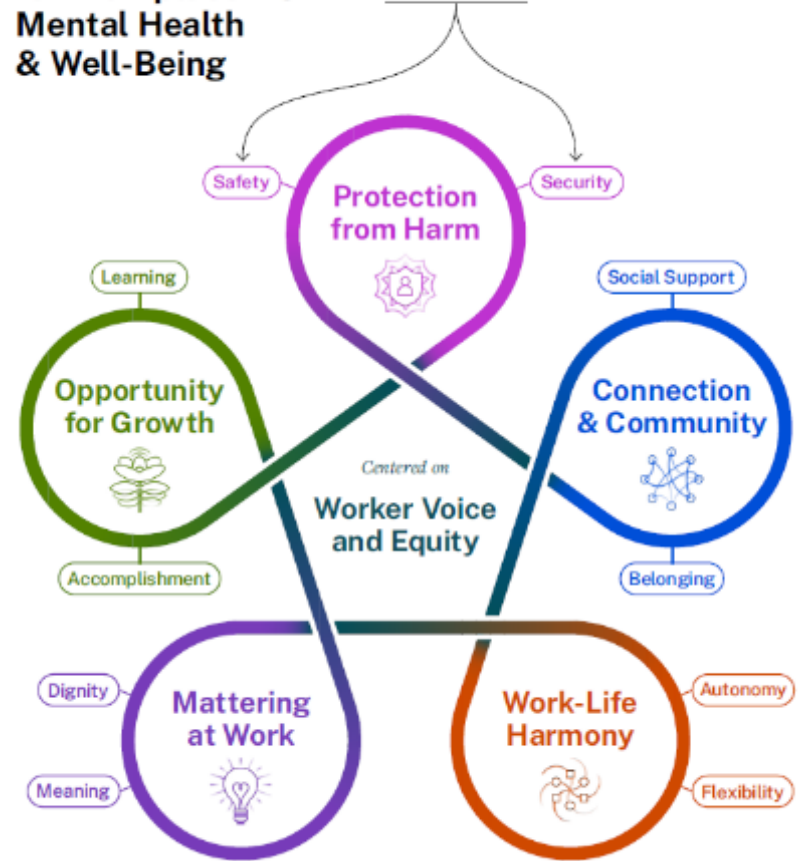 Mental Health
& Well-Being
Safety
Security
Protection
from Harm
Learning
Social Support
Opportunity
for Growth
Connection
& Community
Centered on
Worker Voice
and Equity
Accomplishment
Belonging
Dignity
Autonomy
Mattering
at Work
Work-Life
Harmony
Meaning
Flexibility